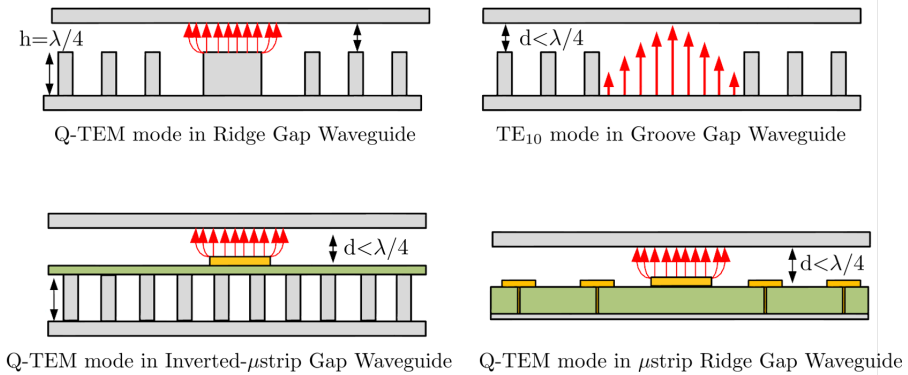 h=λ/4
d<λ/4
Q-TEM mode in Ridge Gap Waveguide
TE₁₀ mode in Groove Gap Waveguide
d<λ/4
d<λ/4
Q-TEM mode in Inverted-μstrip Gap Waveguide
Q-TEM mode in μstrip Ridge Gap Waveguide